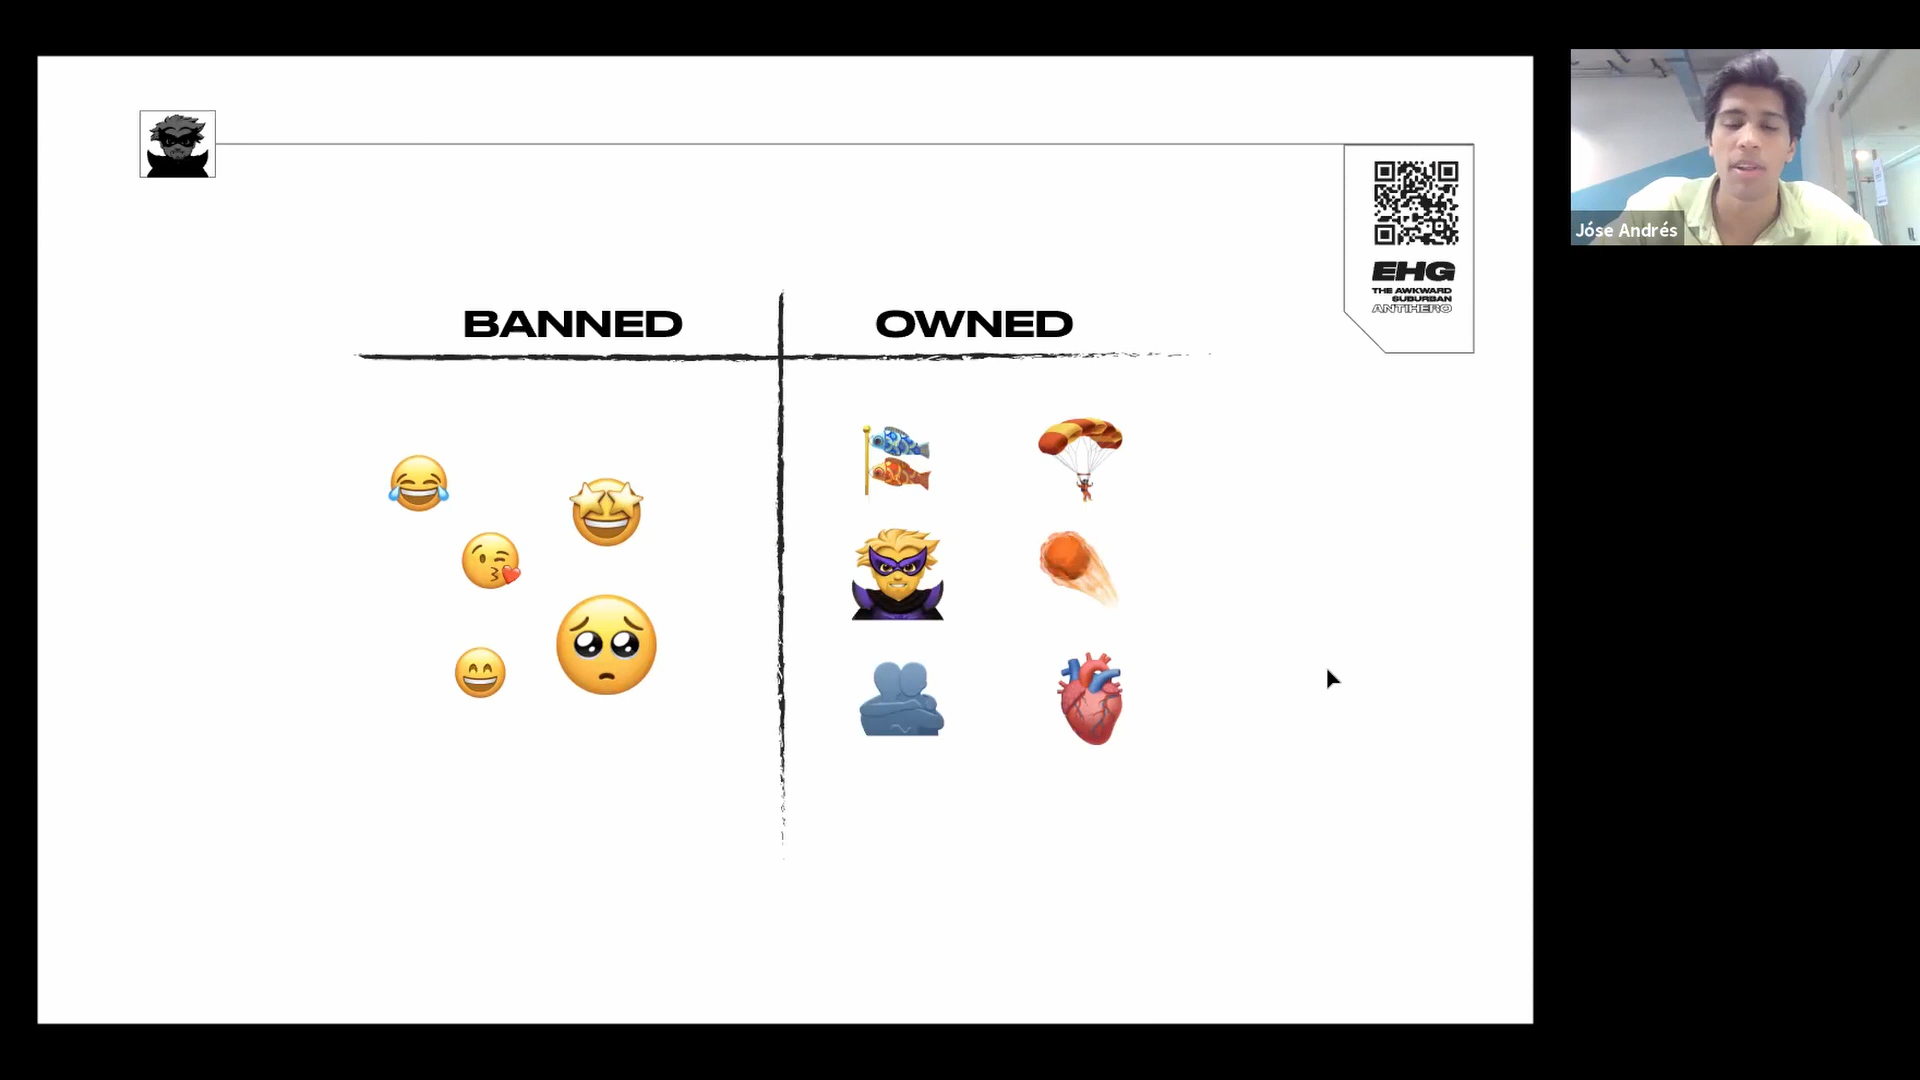 EHG
THE AWKWARD
SUBURBAN
ANTIHERO
BANNED
OWNED
Jóse Andrés